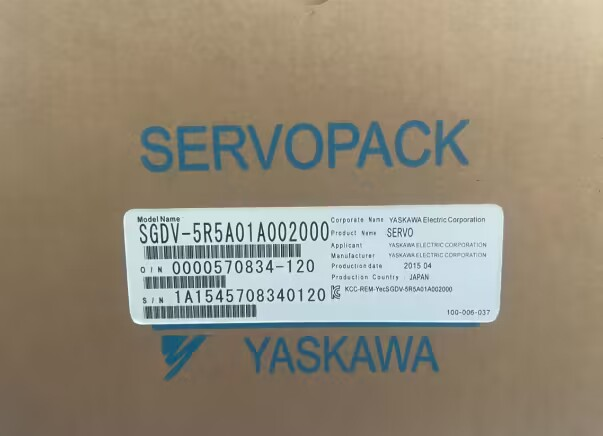 SERVOPACK
Model Name
SGDV-5R5A01A002000
O/N 0000570834-120
S/N 1A1545708340120
Corporate Name YASKAWA Electric Corporation
Product Name SERVO
Applicant YASKAWA ELECTRIC CORPORATION
Manufacturer YASKAWA ELECTRIC CORPORATION
Production date 2015 04
Production Country JAPAN
KCC-REM-YecSGDV-5R5A01A002000
100-006-037
YASKAWA